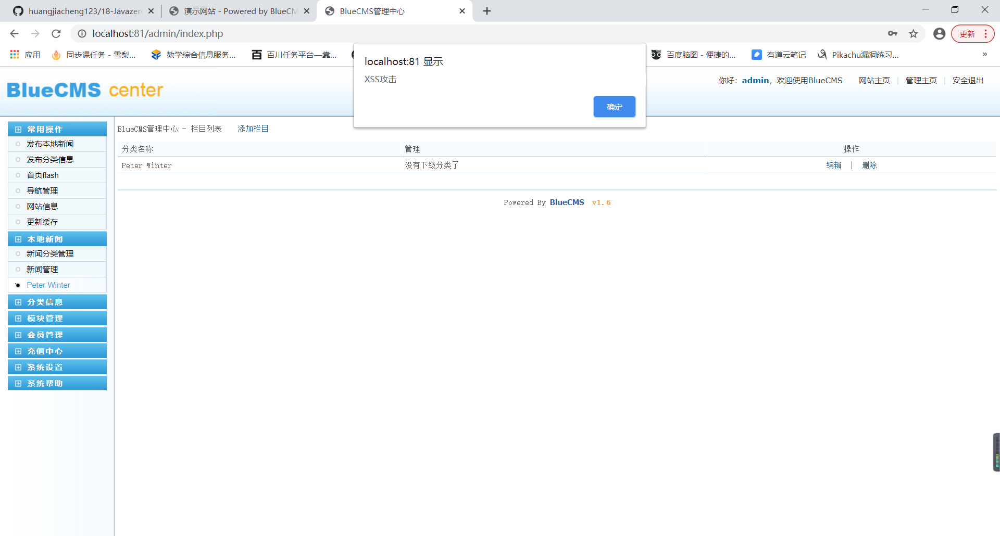 huangjiacheng123/18-Javazer
演示网站 - Powered by BlueCM
BlueCMS管理中心
localhost:81/admin/index.php
更新
应用
同步课任务 - 雪梨...
教学综合信息服务...
百川任务平台—靠...
百度脑图 - 便捷的...
有道云笔记
Pikachu漏洞练习...
»
localhost:81 显示
XSS攻击
确定
BlueCMS center
你好：admin，欢迎使用BlueCMS 网站主页 | 管理主页 | 安全退出
常用操作
发布本地新闻
发布分类信息
首页flash
导航管理
网站信息
更新缓存
本地新闻
新闻分类管理
新闻管理
Peter Winter
分类信息
模块管理
会员管理
充值中心
系统设置
系统帮助
BlueCMS管理中心 - 栏目列表 添加栏目
分类名称 管理 操作
Peter Winter 没有下级分类了 编辑 | 删除
Powered By BlueCMS v1.6